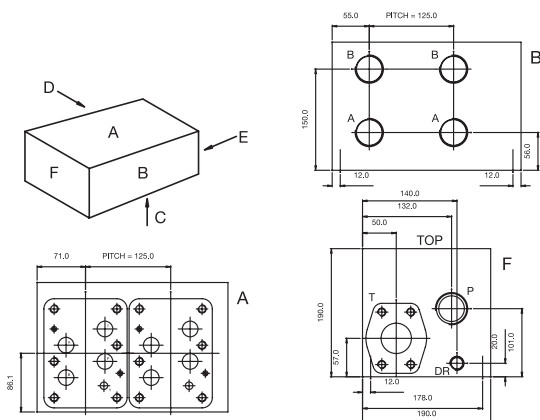 55.0
PITCH = 125.0
B
B
B
150.0
A
A
56.0
12.0
12.0
D
A
E
F
B
C
140.0
132.0
50.0
TOP
F
T
P
190.0
57.0
20.0
101.0
DR
12.0
178.0
190.0
71.0
PITCH = 125.0
A
86.1